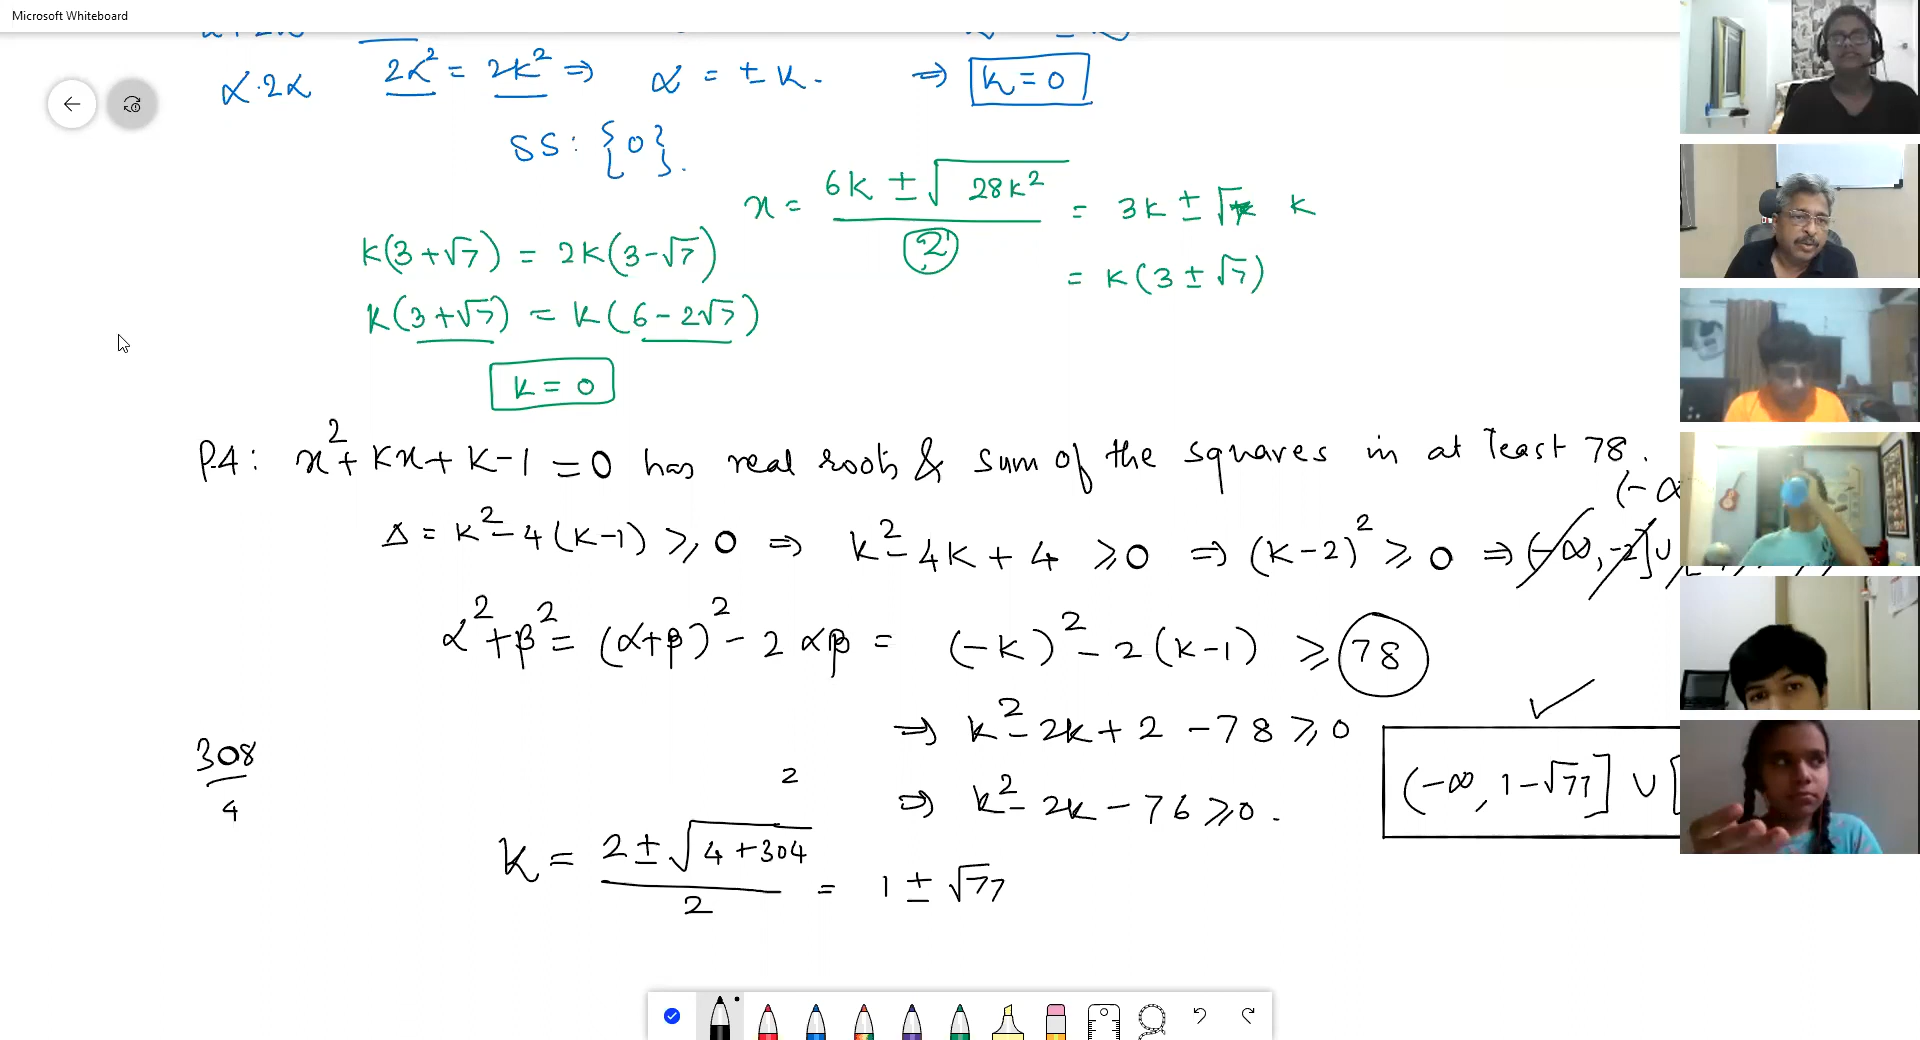 Microsoft Whiteboard
α·2α 2α² = 2k² ⇒ α = ± k. ⇒ k = 0
SS: {0}.
x = (6k ± √28k²)/2 = 3k ± √7 k
= k(3 ± √7)
k(3+√7) = 2k(3-√7)
k(3+√7) = k(6-2√7)
k = 0
P.4: x² + kx + k-1 = 0 has real roots & sum of the squares in at least 78.
(-∞
Δ = k² - 4(k-1) ≥ 0 ⇒ k² - 4k + 4 ≥ 0 ⇒ (k-2)² ≥ 0 ⇒ (-∞, -2] ∪
α² + β² = (α+β)² - 2αβ = (-k)² - 2(k-1) ≥ 78
⇒ k² - 2k + 2 - 78 ≥ 0
⇒ k² - 2k - 76 ≥ 0.
✓
(-∞, 1-√77] ∪ [
308/4
2
k = (2 ± √4+304)/2 = 1 ± √77